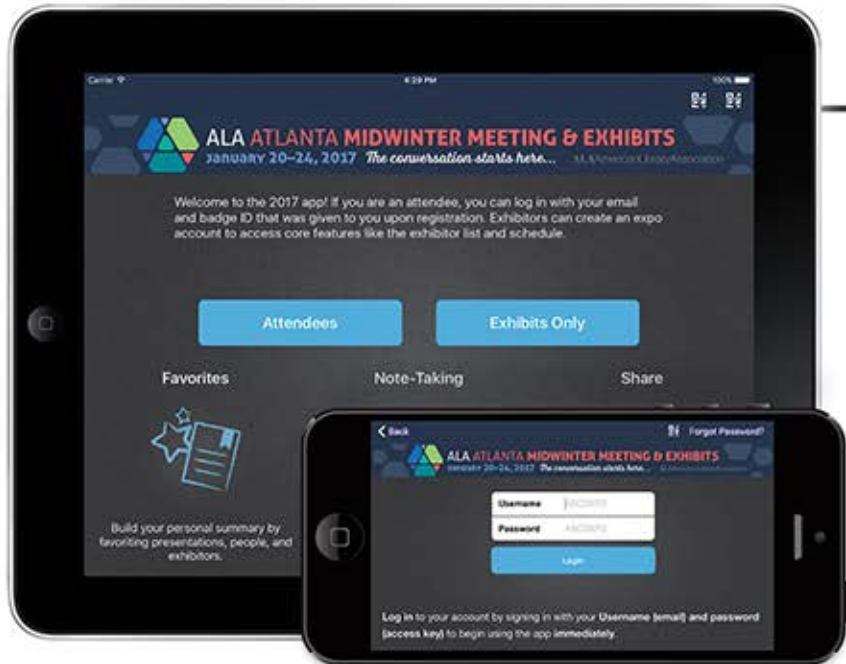 Carrier
4:29 PM
100%
ALA ATLANTA MIDWINTER MEETING & EXHIBITS
January 20–24, 2017 The conversation starts here...
Welcome to the 2017 app! If you are an attendee, you can log in with your email
and badge ID that was given to you upon registration. Exhibitors can create an expo
account to access core features like the exhibitor list and schedule.
Attendees
Exhibits Only
Favorites
Note-Taking
Share
Build your personal summary by
favoriting presentations, people, and
exhibitors.
Back
Forgot Password?
ALA ATLANTA MIDWINTER MEETING & EXHIBITS
January 20–24, 2017 The conversation starts here...
Username
Password
Login
Log in to your account by signing in with your Username (email) and password
(access key) to begin using the app immediately.